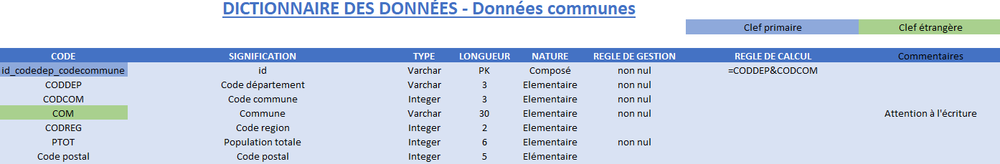 DICTIONNAIRE DES DONNÉES - Données communes
Clef primaire Clef étrangère
CODE SIGNIFICATION TYPE LONGUEUR NATURE REGLE DE GESTION REGLE DE CALCUL Commentaires
id_codedep_codecommune id Varchar PK Composé non nul =CODDEP&CODCOM
CODDEP Code département Varchar 3 Elementaire non nul
CODCOM Code commune Integer 3 Elementaire non nul
COM Commune Varchar 30 Elementaire non nul Attention à l'écriture
CODREG Code region Integer 2 Elementaire
PTOT Population totale Integer 6 Elementaire non nul
Code postal Code postal Integer 5 Elémentaire